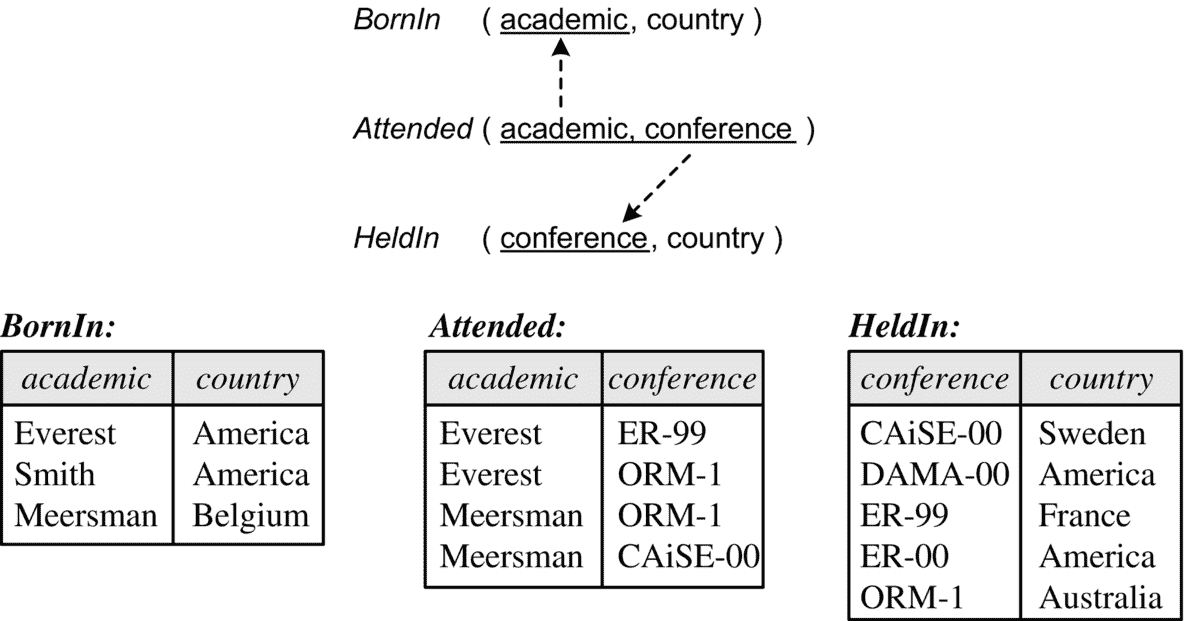 BornIn ( academic, country )
Attended ( academic, conference )
HeldIn ( conference, country )
BornIn: Attended: HeldIn:
academic country academic conference conference country
Everest America Everest ER-99 CAiSE-00 Sweden
Smith America Everest ORM-1 DAMA-00 America
Meersman Belgium Meersman ORM-1 ER-99 France
Meersman CAiSE-00 ER-00 America
ORM-1 Australia